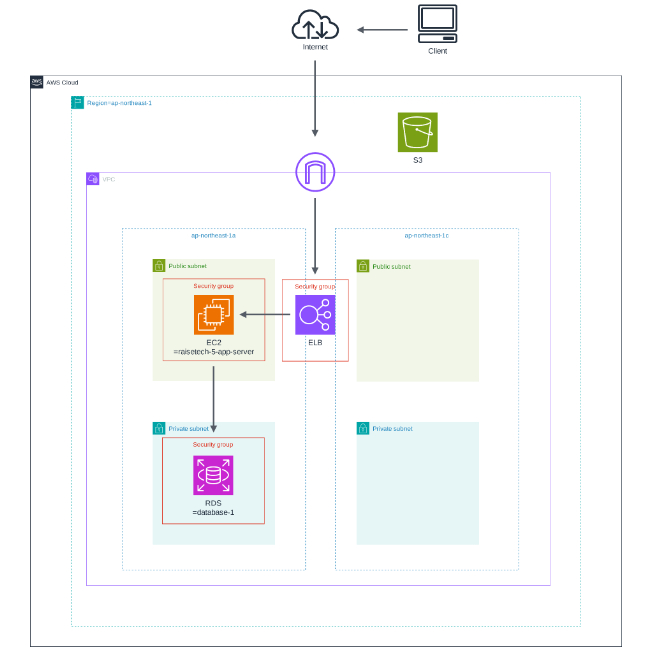 Internet
Client
aws
AWS Cloud
Region=ap-northeast-1
S3
VPC
ap-northeast-1a
ap-northeast-1c
Public subnet
Public subnet
Security group
Security group
EC2
=raisetech-5-app-server
ELB
Private subnet
Private subnet
Security group
RDS
=database-1